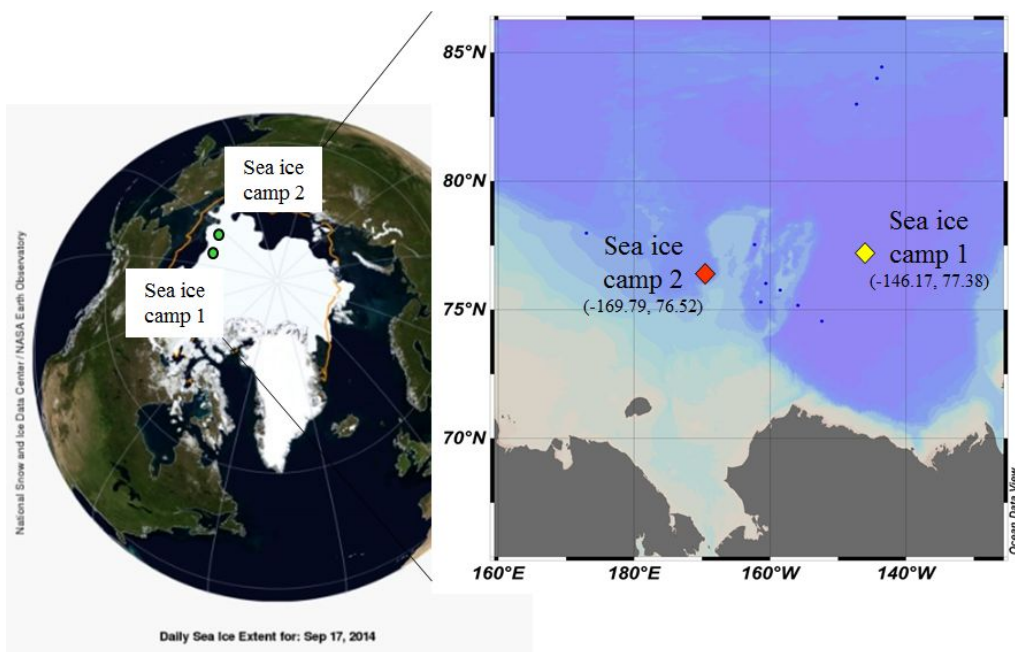 Sea ice
camp 2
Sea ice
camp 1
National Snow and Ice Data Center / NASA Earth Observatory
Daily Sea Ice Extent for: Sep 17, 2014
85°N
80°N
75°N
70°N
Sea ice
camp 2
(-169.79, 76.52)
Sea ice
camp 1
(-146.17, 77.38)
160°E
180°W
160°W
140°W
Ocean Data View